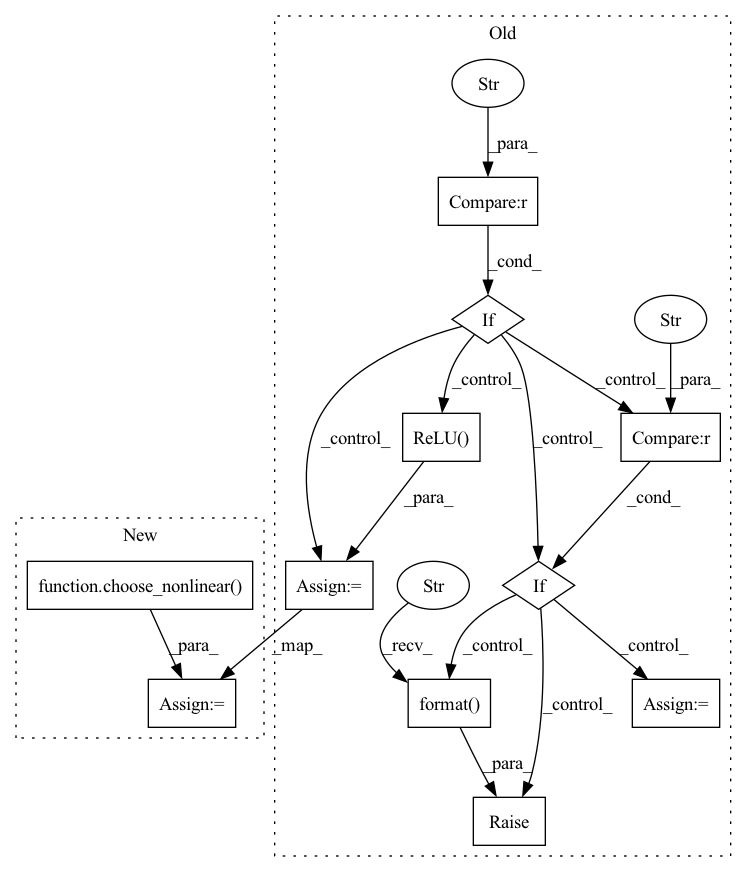 Old
Str
_para_
Compare:r
_cond_
If
Str
_control_
_control_
_para_
_control_
_control_
ReLU()
Compare:r
_para_
_cond_
New
function.choose_nonlinear()
Assign:=
Str
If
_para_
_map_
_recv_
_control_
_control_
Assign:=
format()
_control_
Assign:=
_para_
Raise